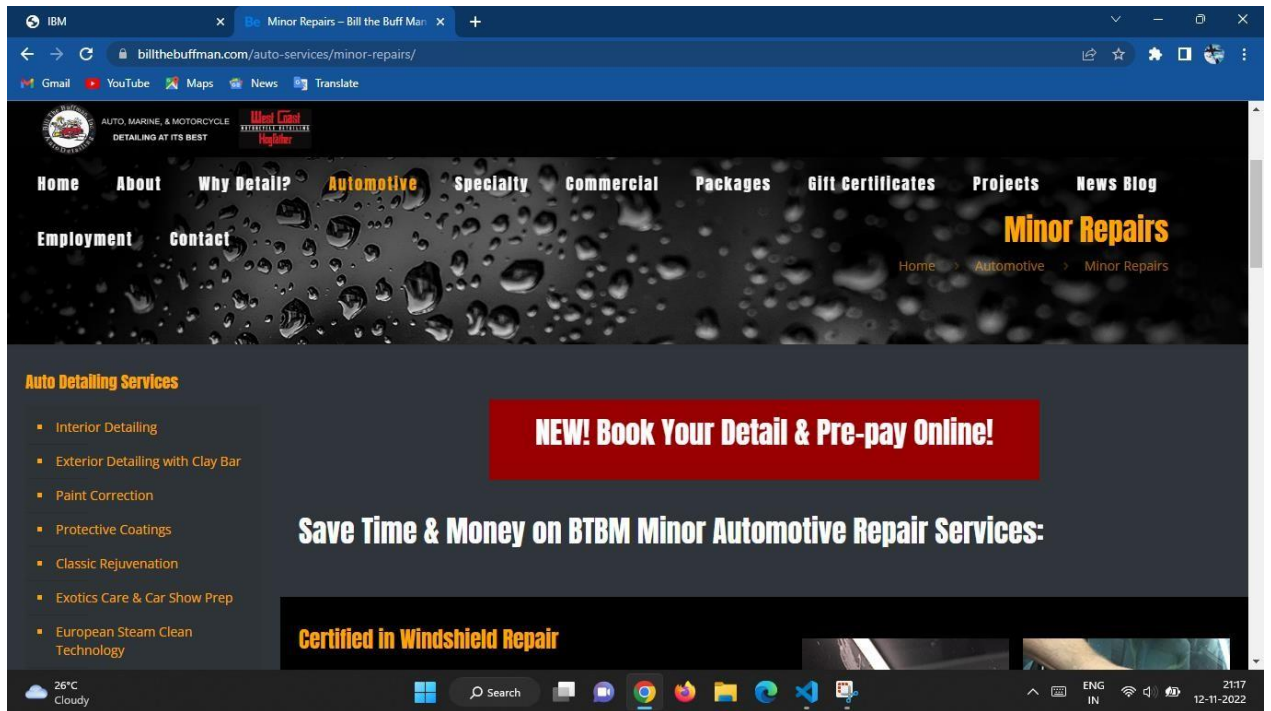 IBM
Be Minor Repairs – Bill the Buff Man
billthebuffman.com/auto-services/minor-repairs/
Gmail YouTube Maps News Translate
AUTO, MARINE, & MOTORCYCLE
DETAILING AT ITS BEST
West Coast
Hogfather
Home About Why Detail? Automotive Specialty Commercial Packages Gift Certificates Projects News Blog
Employment Contact
Minor Repairs
Home > Automotive > Minor Repairs
Auto Detailing Services
Interior Detailing
Exterior Detailing with Clay Bar
Paint Correction
Protective Coatings
Classic Rejuvenation
Exotics Care & Car Show Prep
European Steam Clean
Technology
NEW! Book Your Detail & Pre-pay Online!
Save Time & Money on BTBM Minor Automotive Repair Services:
Certified in Windshield Repair
26°C
Cloudy
Search
ENG
IN
21:17
12-11-2022